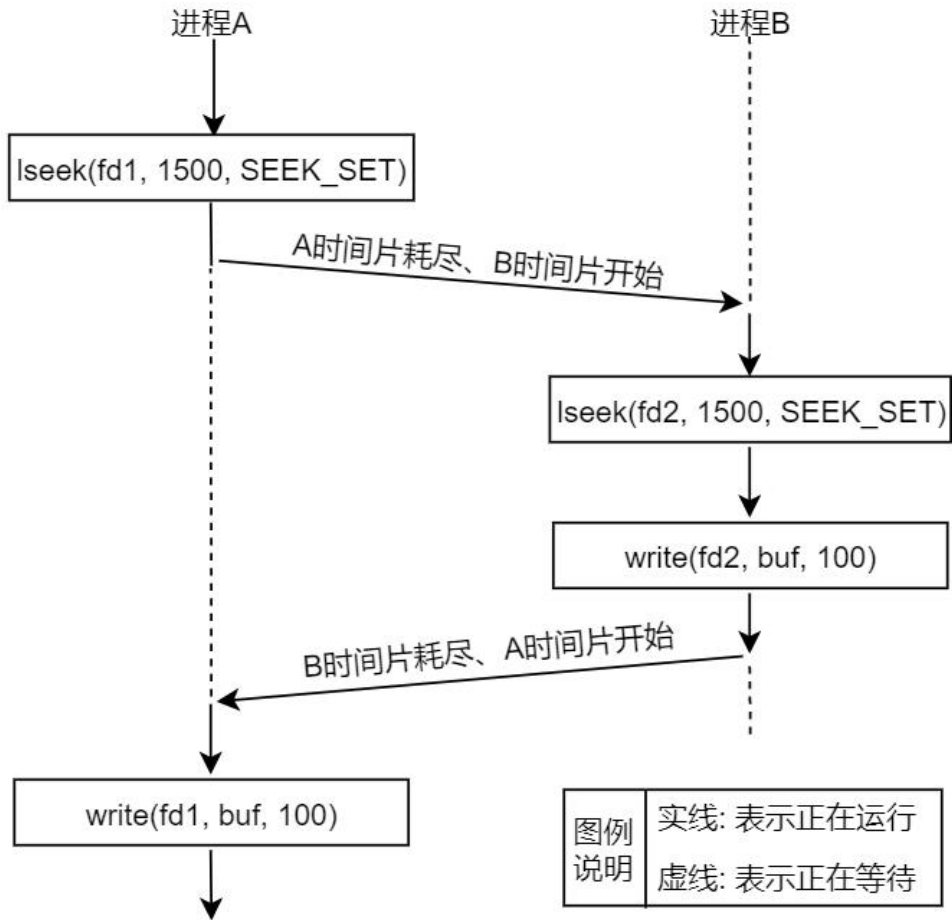 进程A
进程B
lseek(fd1, 1500, SEEK_SET)
A时间片耗尽、B时间片开始
lseek(fd2, 1500, SEEK_SET)
write(fd2, buf, 100)
B时间片耗尽、A时间片开始
write(fd1, buf, 100)
图例
说明
实线: 表示正在运行
虚线: 表示正在等待